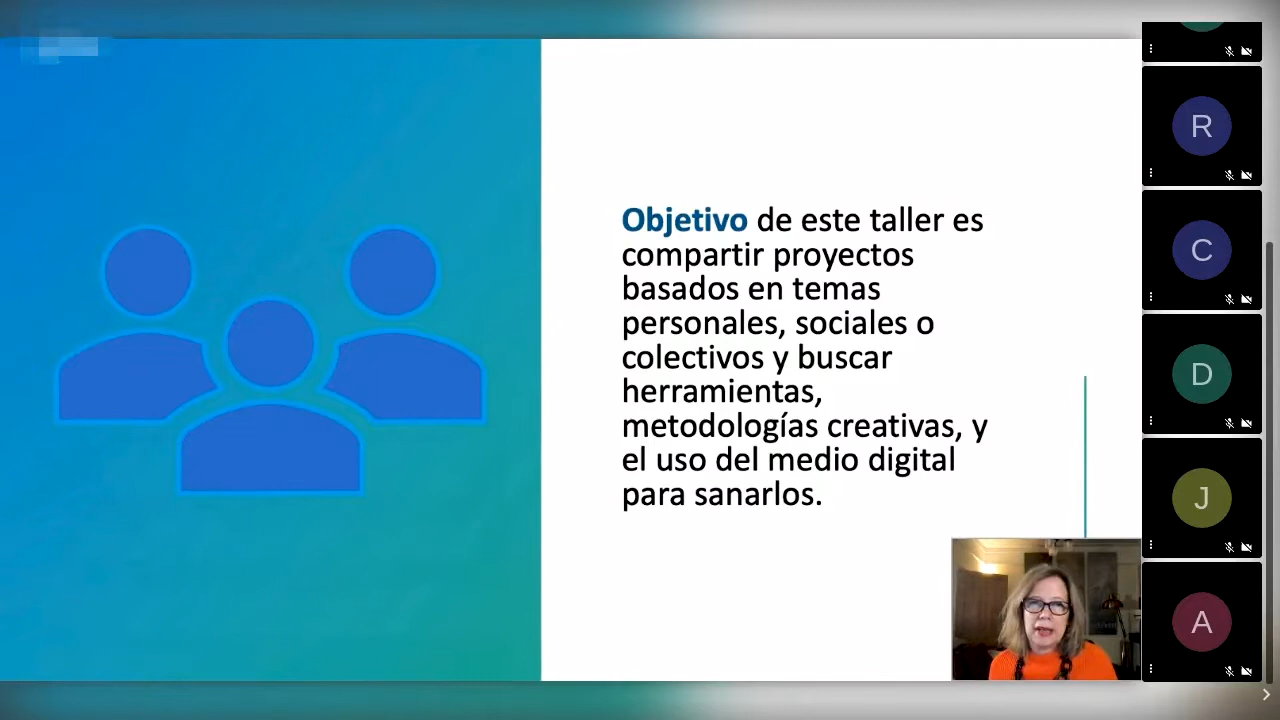 Objetivo de este taller es
compartir proyectos
basados en temas
personales, sociales o
colectivos y buscar
herramientas,
metodologías creativas, y
el uso del medio digital
para sanarlos.
R
C
D
J
A